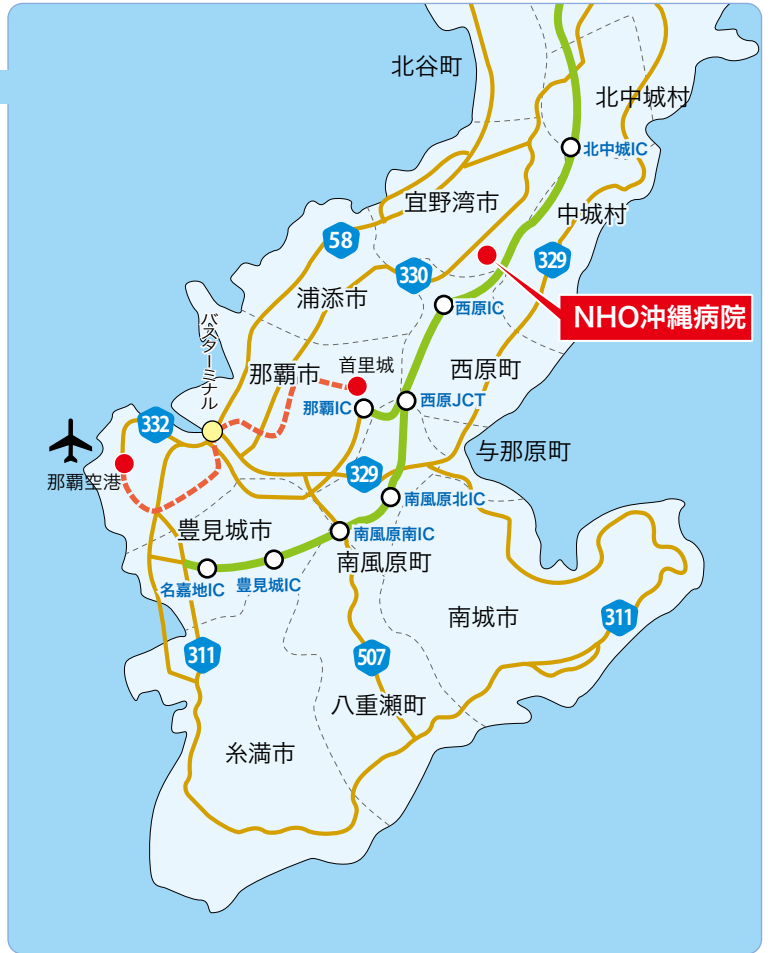 北谷町
北中城村
北中城IC
宜野湾市
中城村
58
329
330
浦添市
西原IC
NHO沖縄病院
バスターミナル
首里城
那覇市
西原町
那覇IC
西原JCT
332
与那原町
329
那覇空港
南風原北IC
豊見城市
南風原南IC
南風原町
名嘉地IC
豊見城IC
南城市
311
311
507
八重瀬町
糸満市